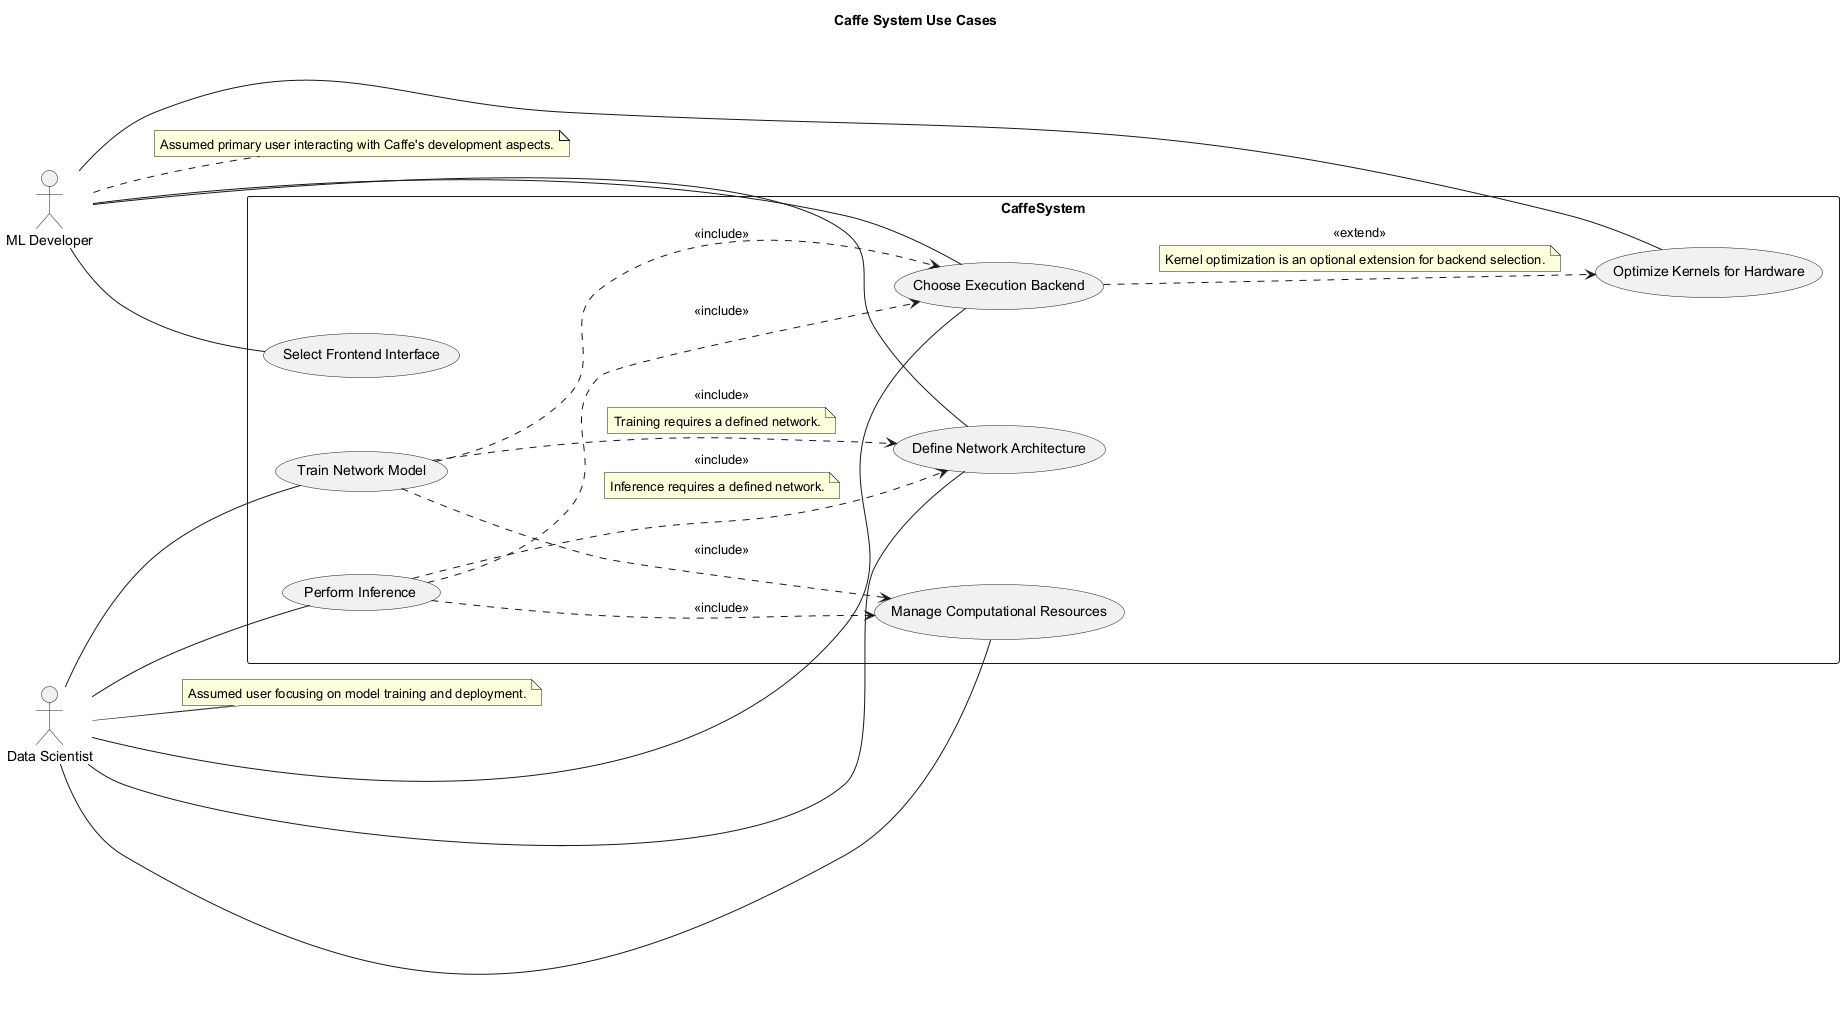 Caffe System Use Cases
Assumed primary user interacting with Caffe's development aspects.
ML Developer
CaffeSystem
«include»
«extend»
Kernel optimization is an optional extension for backend selection.
Optimize Kernels for Hardware
Choose Execution Backend
«include»
Select Frontend Interface
«include»
Training requires a defined network.
Define Network Architecture
«include»
Train Network Model
Inference requires a defined network.
«include»
Perform Inference
«include»
Manage Computational Resources
Assumed user focusing on model training and deployment.
Data Scientist